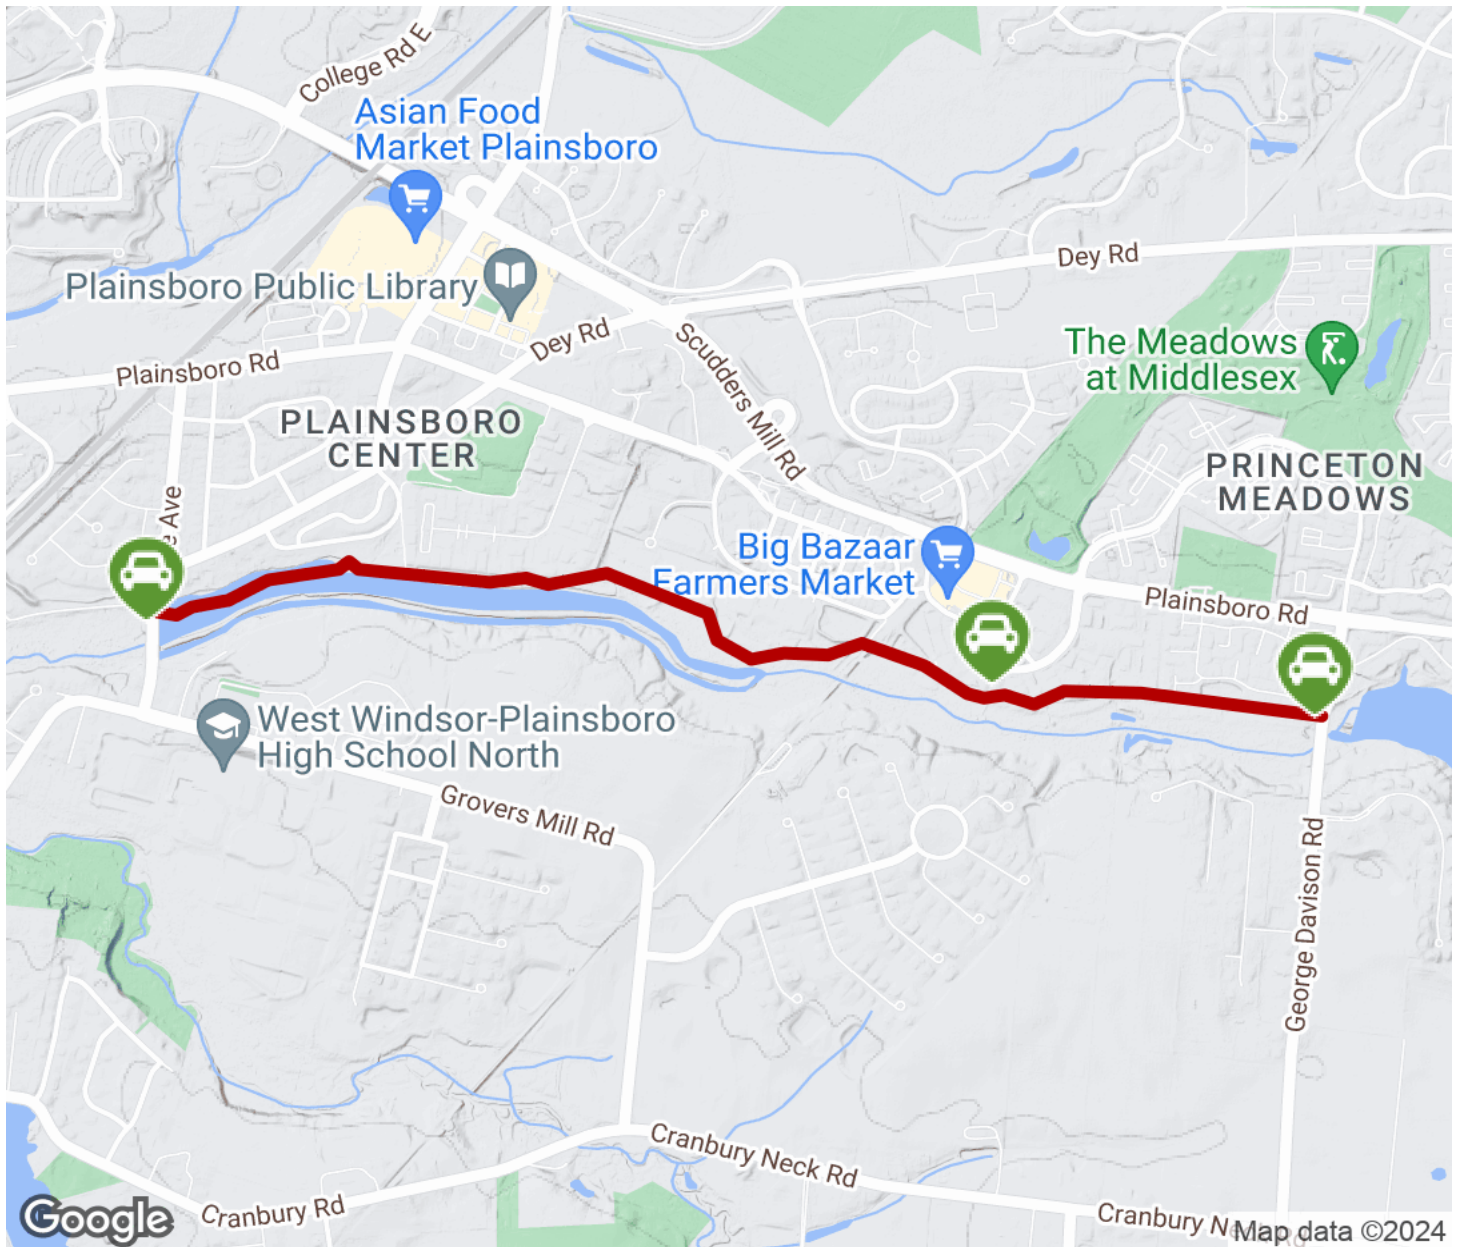 College Rd E
Asian Food
Market Plainsboro
Plainsboro Public Library
Dey Rd
Dey Rd
Scudders Mill Rd
The Meadows
at Middlesex
Plainsboro Rd
PLAINSBORO
CENTER
PRINCETON
MEADOWS
Ave
Big Bazaar
Farmers Market
Plainsboro Rd
West Windsor-Plainsboro
High School North
Grovers Mill Rd
George Davison Rd
Cranbury Neck Rd
Cranbury Rd
Cranbury
Google
Map data ©2024